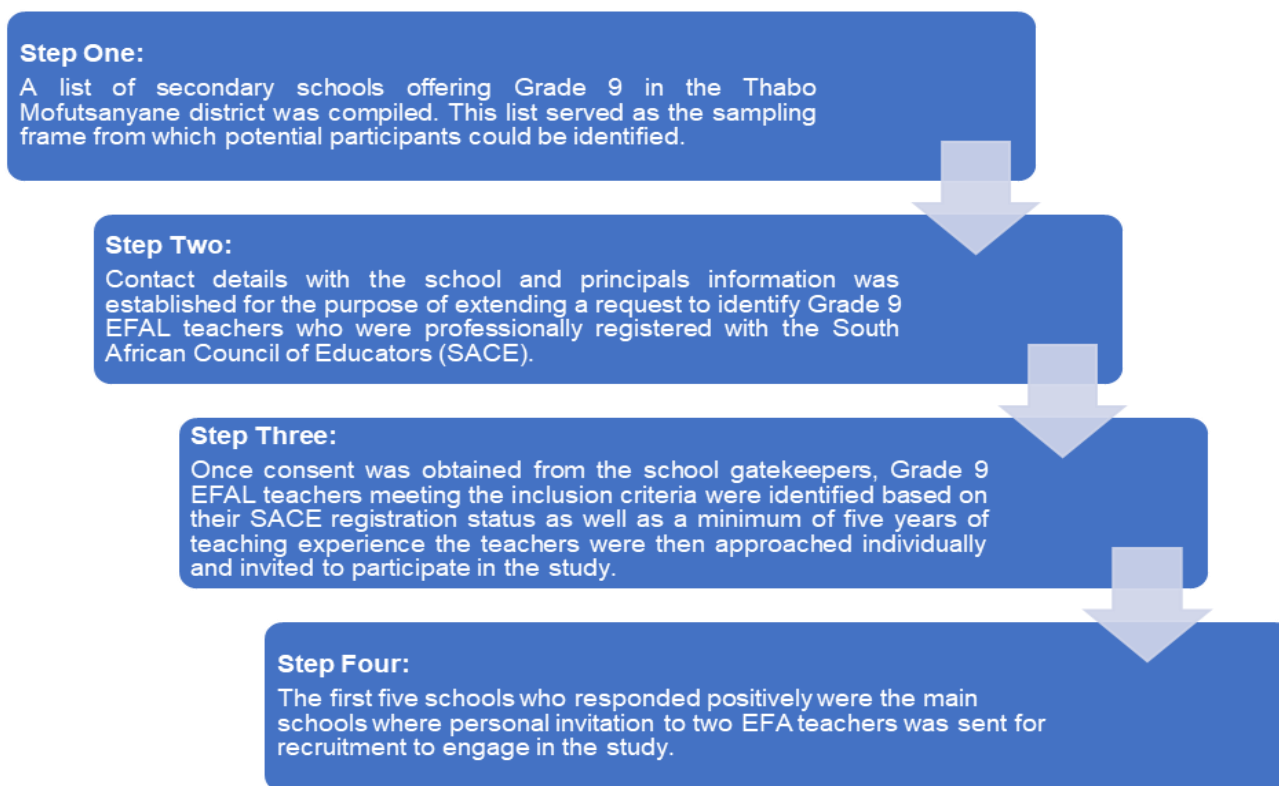 Step One:
A list of secondary schools offering Grade 9 in the Thabo
Mofutsanyane district was compiled. This list served as the sampling
frame from which potential participants could be identified.
Step Two:
Contact details with the school and principals information was
established for the purpose of extending a request to identify Grade 9
EFAL teachers who were professionally registered with the South
African Council of Educators (SACE).
Step Three:
Once consent was obtained from the school gatekeepers, Grade 9
EFAL teachers meeting the inclusion criteria were identified based on
their SACE registration status as well as a minimum of five years of
teaching experience the teachers were then approached individually
and invited to participate in the study.
Step Four:
The first five schools who responded positively were the main
schools where personal invitation to two EFA teachers was sent for
recruitment to engage in the study.